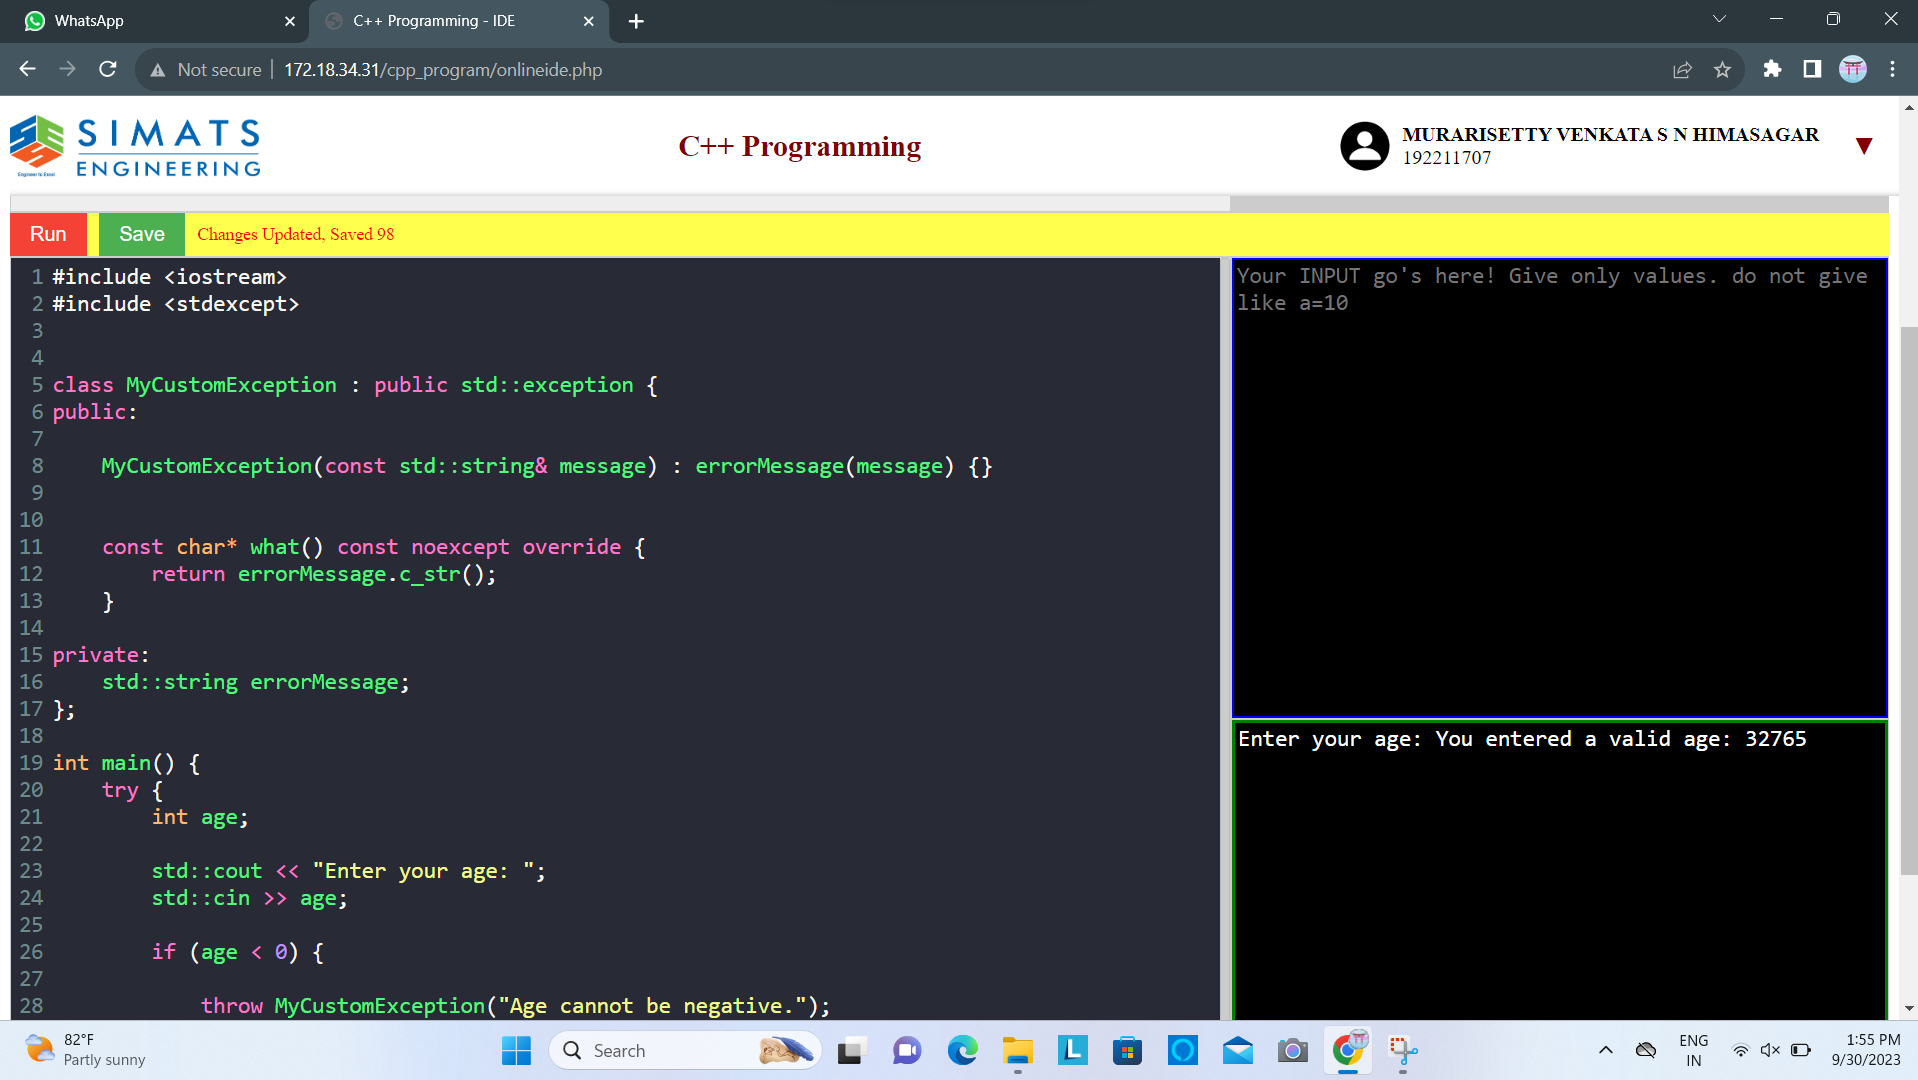 WhatsApp
C++ Programming - IDE
Not secure
172.18.34.31/cpp_program/onlineide.php
SIMATS
ENGINEERING
Engineer to Excel
C++ Programming
MURARISETTY VENKATA S N HIMASAGAR
192211707
Run
Save
Changes Updated, Saved 98
1 #include <iostream>
2 #include <stdexcept>
3
4
5 class MyCustomException : public std::exception {
6 public:
7
8     MyCustomException(const std::string& message) : errorMessage(message) {}
9
10
11     const char* what() const noexcept override {
12         return errorMessage.c_str();
13     }
14
15 private:
16     std::string errorMessage;
17 };
18
19 int main() {
20     try {
21         int age;
22
23         std::cout << "Enter your age: ";
24         std::cin >> age;
25
26         if (age < 0) {
27
28             throw MyCustomException("Age cannot be negative.");
Your INPUT go's here! Give only values. do not give
like a=10
Enter your age: You entered a valid age: 32765
82°F
Partly sunny
Search
L
ENG
IN
1:55 PM
9/30/2023